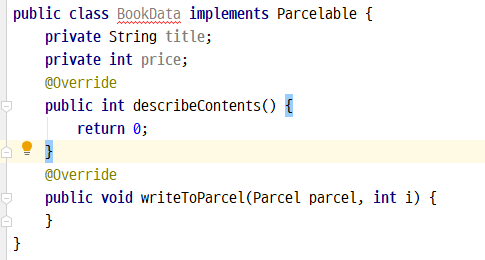 public class BookData implements Parcelable {
    private String title;
    private int price;
    @Override
    public int describeContents() {
        return 0;
    }
    @Override
    public void writeToParcel(Parcel parcel, int i) {
    }
}